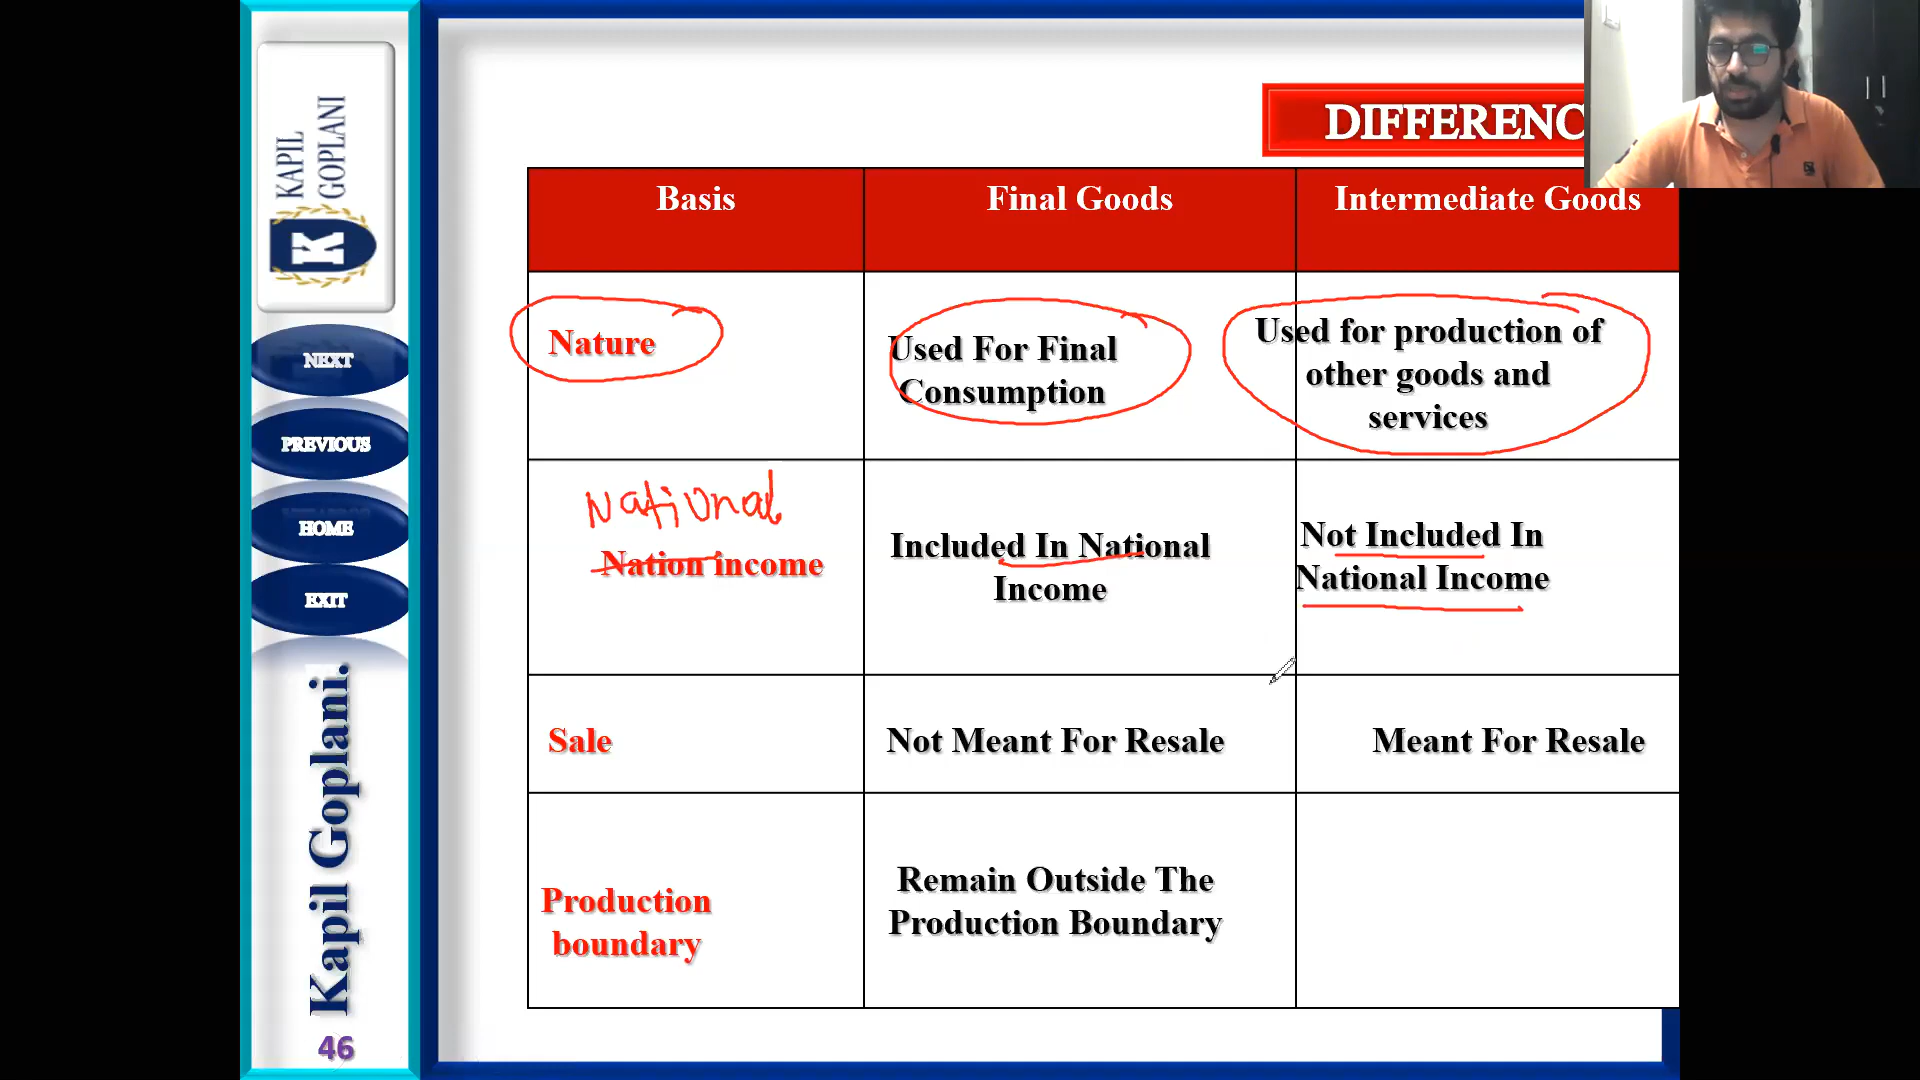 KAPIL
GOPLANI
K
NEXT
PREVIOUS
HOME
EXIT
Kapil Goplani.
46
DIFFERENC
Basis
Final Goods
Intermediate Goods
Nature
Used For Final
Consumption
Used for production of
other goods and
services
National
Nation income
Included In National
Income
Not Included In
National Income
Sale
Not Meant For Resale
Meant For Resale
Production
boundary
Remain Outside The
Production Boundary